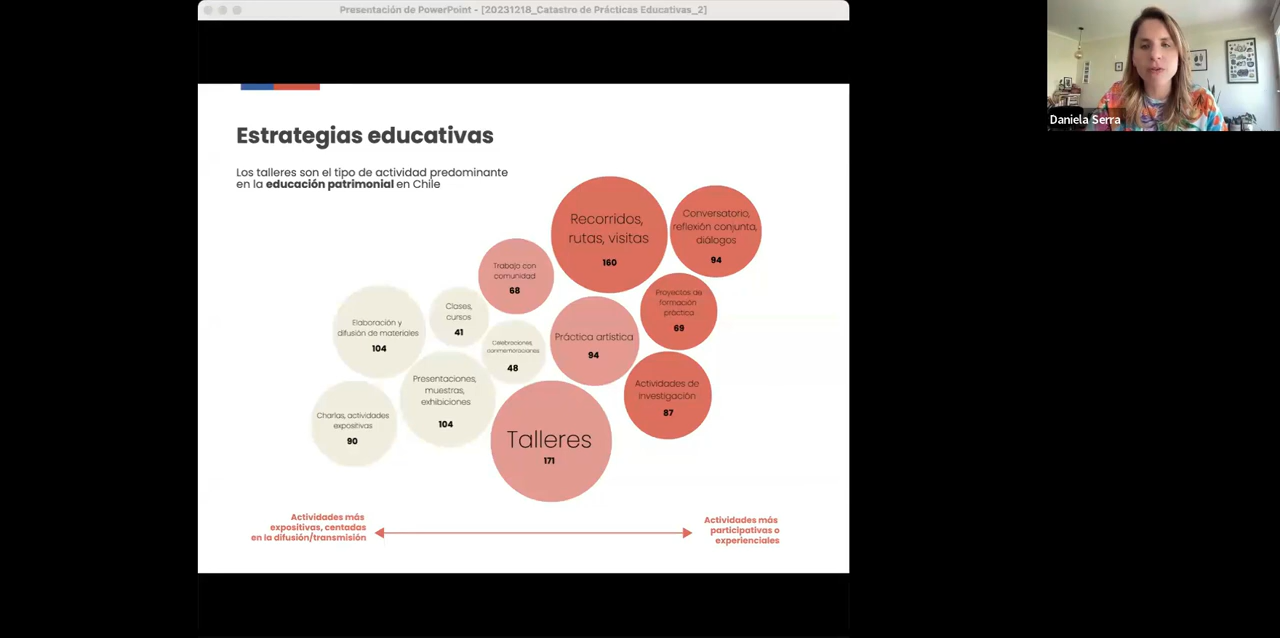 Presentación de PowerPoint - [20231218_Catastro de Prácticas Educativas_2]
Daniela Serra
Estrategias educativas
Los talleres son el tipo de actividad predominante
en la educación patrimonial en Chile
Recorridos,
rutas, visitas
160
Conversatorio,
reflexión conjunta,
diálogos
94
Trabajo con
comunidad
68
Proyectos de
formación
práctica
69
Clases,
cursos
41
Elaboración y
difusión de materiales
104
Celebraciones,
conmemoraciones
48
Práctica artística
94
Presentaciones,
muestras,
exhibiciones
104
Actividades de
investigación
87
Charlas, actividades
expositivas
90
Talleres
171
Actividades más
expositivas, centadas
en la difusión/transmisión
Actividades más
participativas o
experienciales